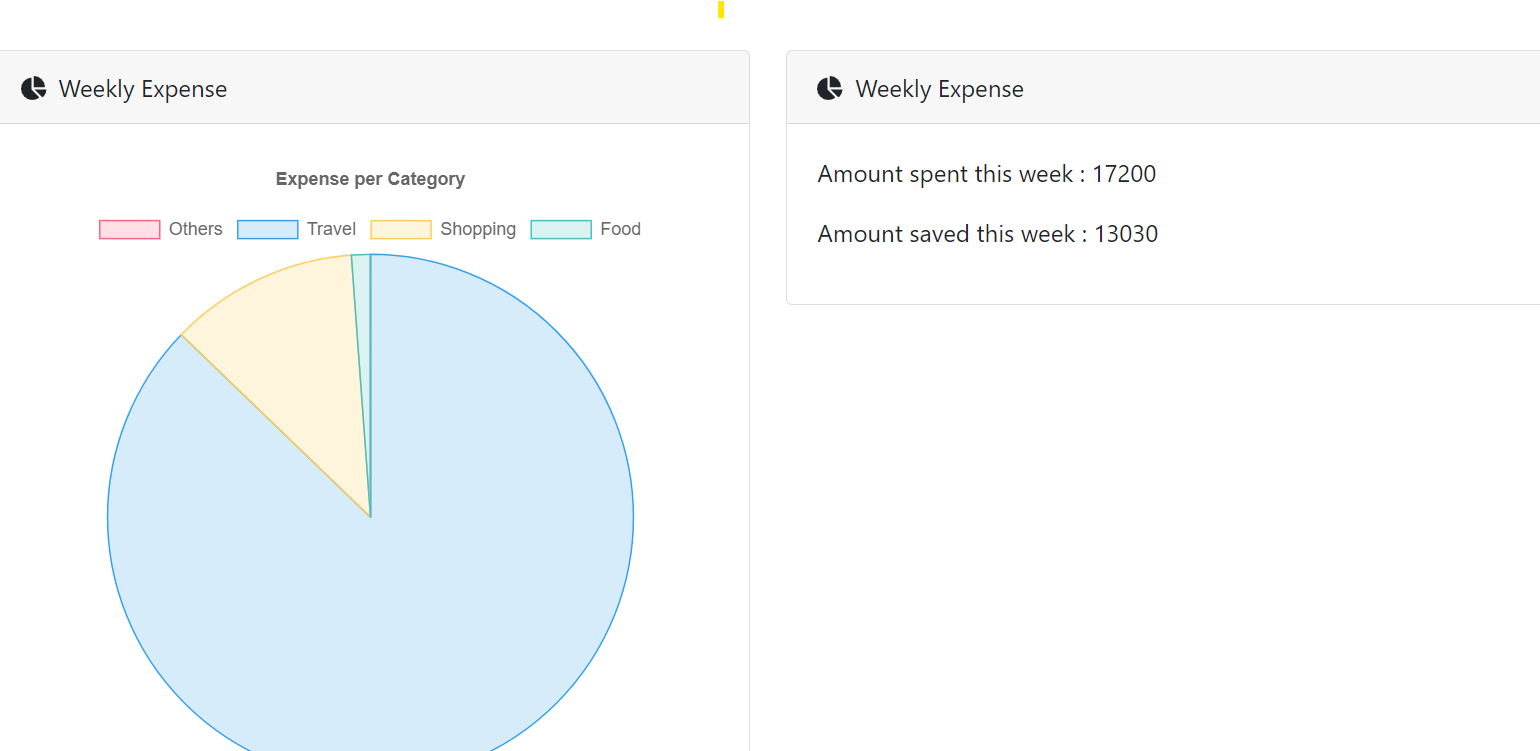 Weekly Expense
Expense per Category
Others Travel Shopping Food
Weekly Expense
Amount spent this week : 17200
Amount saved this week : 13030